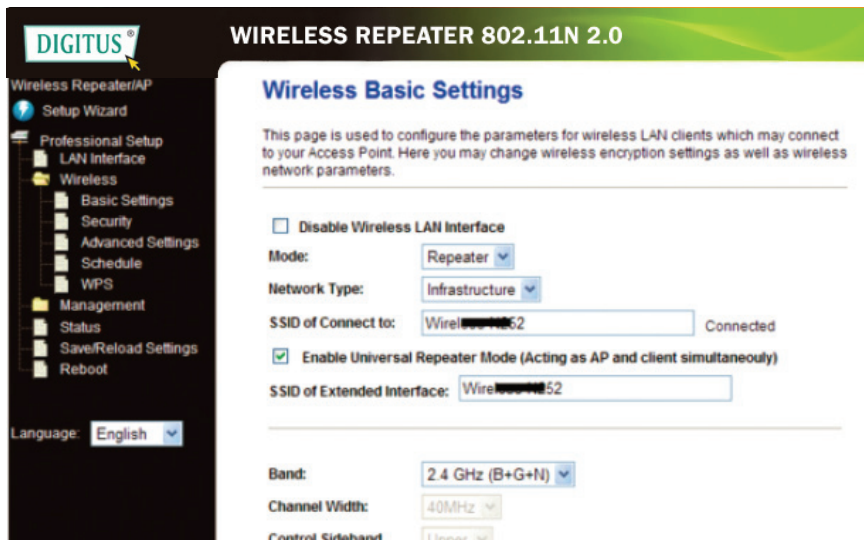 DIGITUS®
WIRELESS REPEATER 802.11N 2.0
Wireless Repeater/AP
Setup Wizard
Professional Setup
LAN Interface
Wireless
Basic Settings
Security
Advanced Settings
Schedule
WPS
Management
Status
Save/Reload Settings
Reboot
Language: English
Wireless Basic Settings
This page is used to configure the parameters for wireless LAN clients which may connect
to your Access Point. Here you may change wireless encryption settings as well as wireless
network parameters.
Disable Wireless LAN Interface
Mode: Repeater
Network Type: Infrastructure
SSID of Connect to: Connected
Enable Universal Repeater Mode (Acting as AP and client simultaneouly)
SSID of Extended Interface:
Band: 2.4 GHz (B+G+N)
Channel Width: 40MHz
Control Sideband Upper